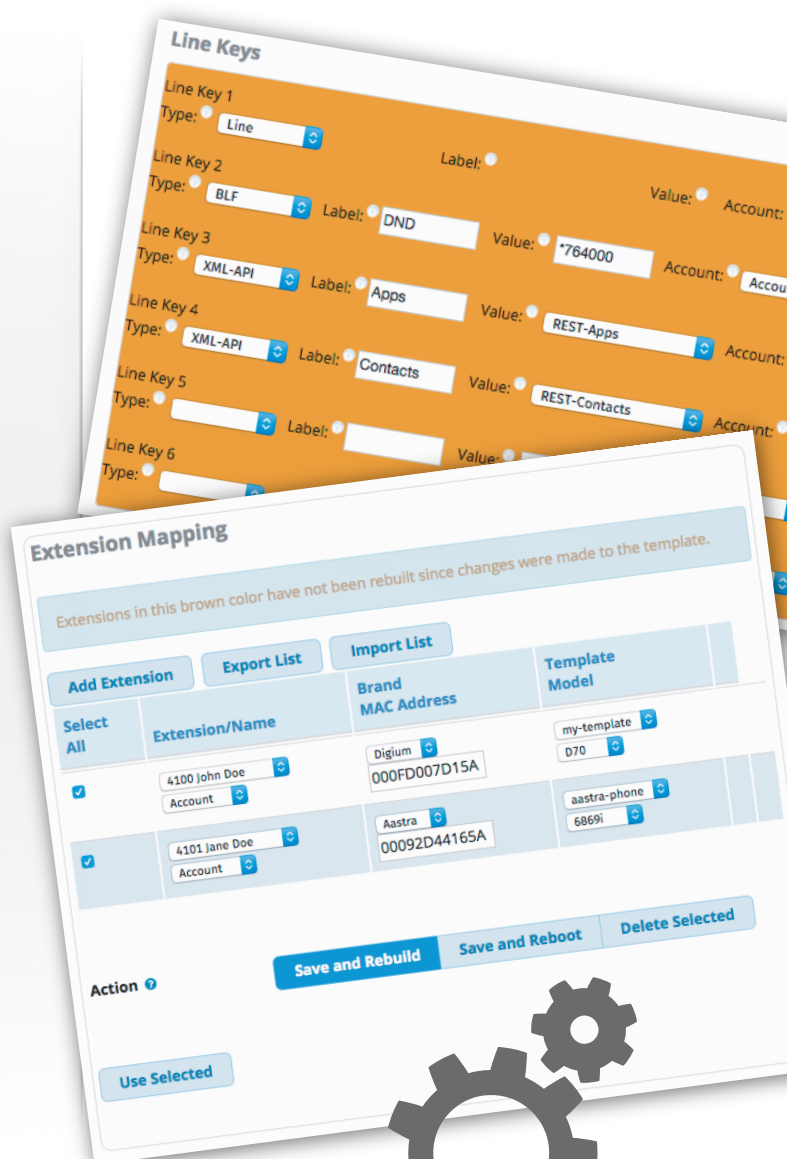 Line Keys
Line Key 1
Type: Line Label: Value: Account:
Line Key 2
Type: BLF Label: DND Value: *764000 Account:
Line Key 3
Type: XML-API Label: Apps Value: REST-Apps Account:
Line Key 4
Type: XML-API Label: Contacts Value: REST-Contacts Account:
Line Key 5
Type: Label: Value:
Line Key 6
Type:
Extension Mapping
Extensions in this brown color have not been rebuilt since changes were made to the template.
Add Extension Export List Import List
Select All Extension/Name Brand MAC Address Template Model
4100 John Doe Digium my-template
Account 000FD007D15A D70
4101 Jane Doe Aastra aastra-phone
Account 00092D44165A 6869i
Action ? Save and Rebuild Save and Reboot Delete Selected
Use Selected